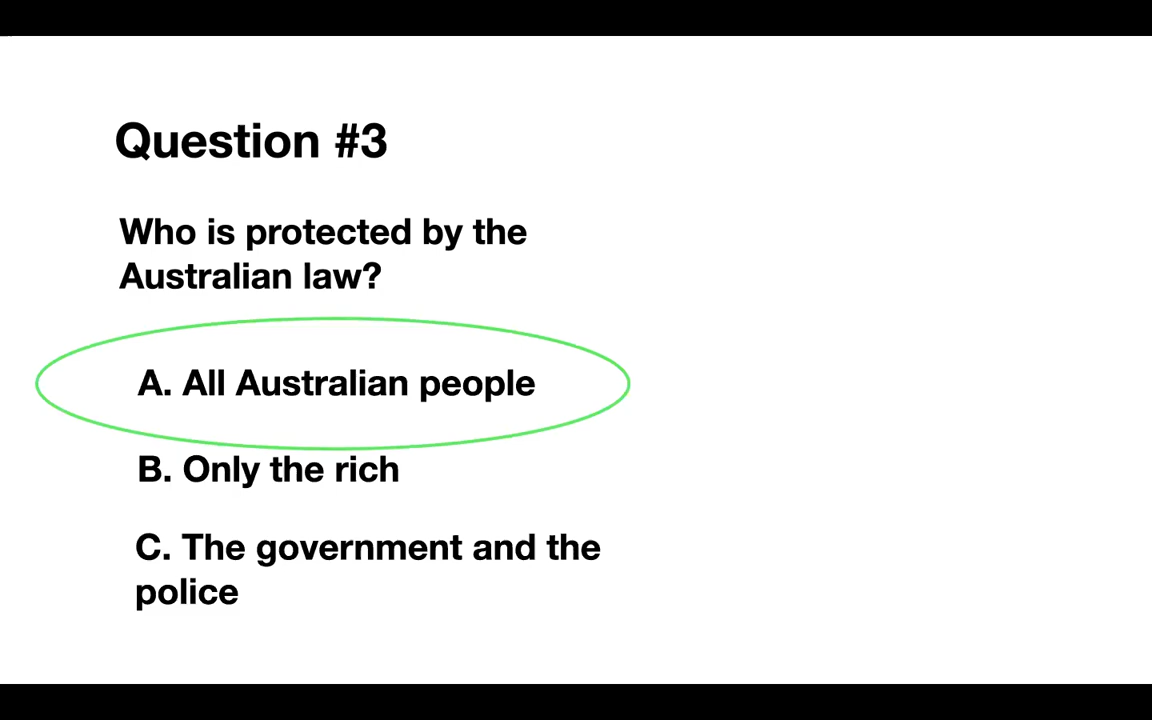 Question #3
Who is protected by the
Australian law?
A. All Australian people
B. Only the rich
C. The government and the
police